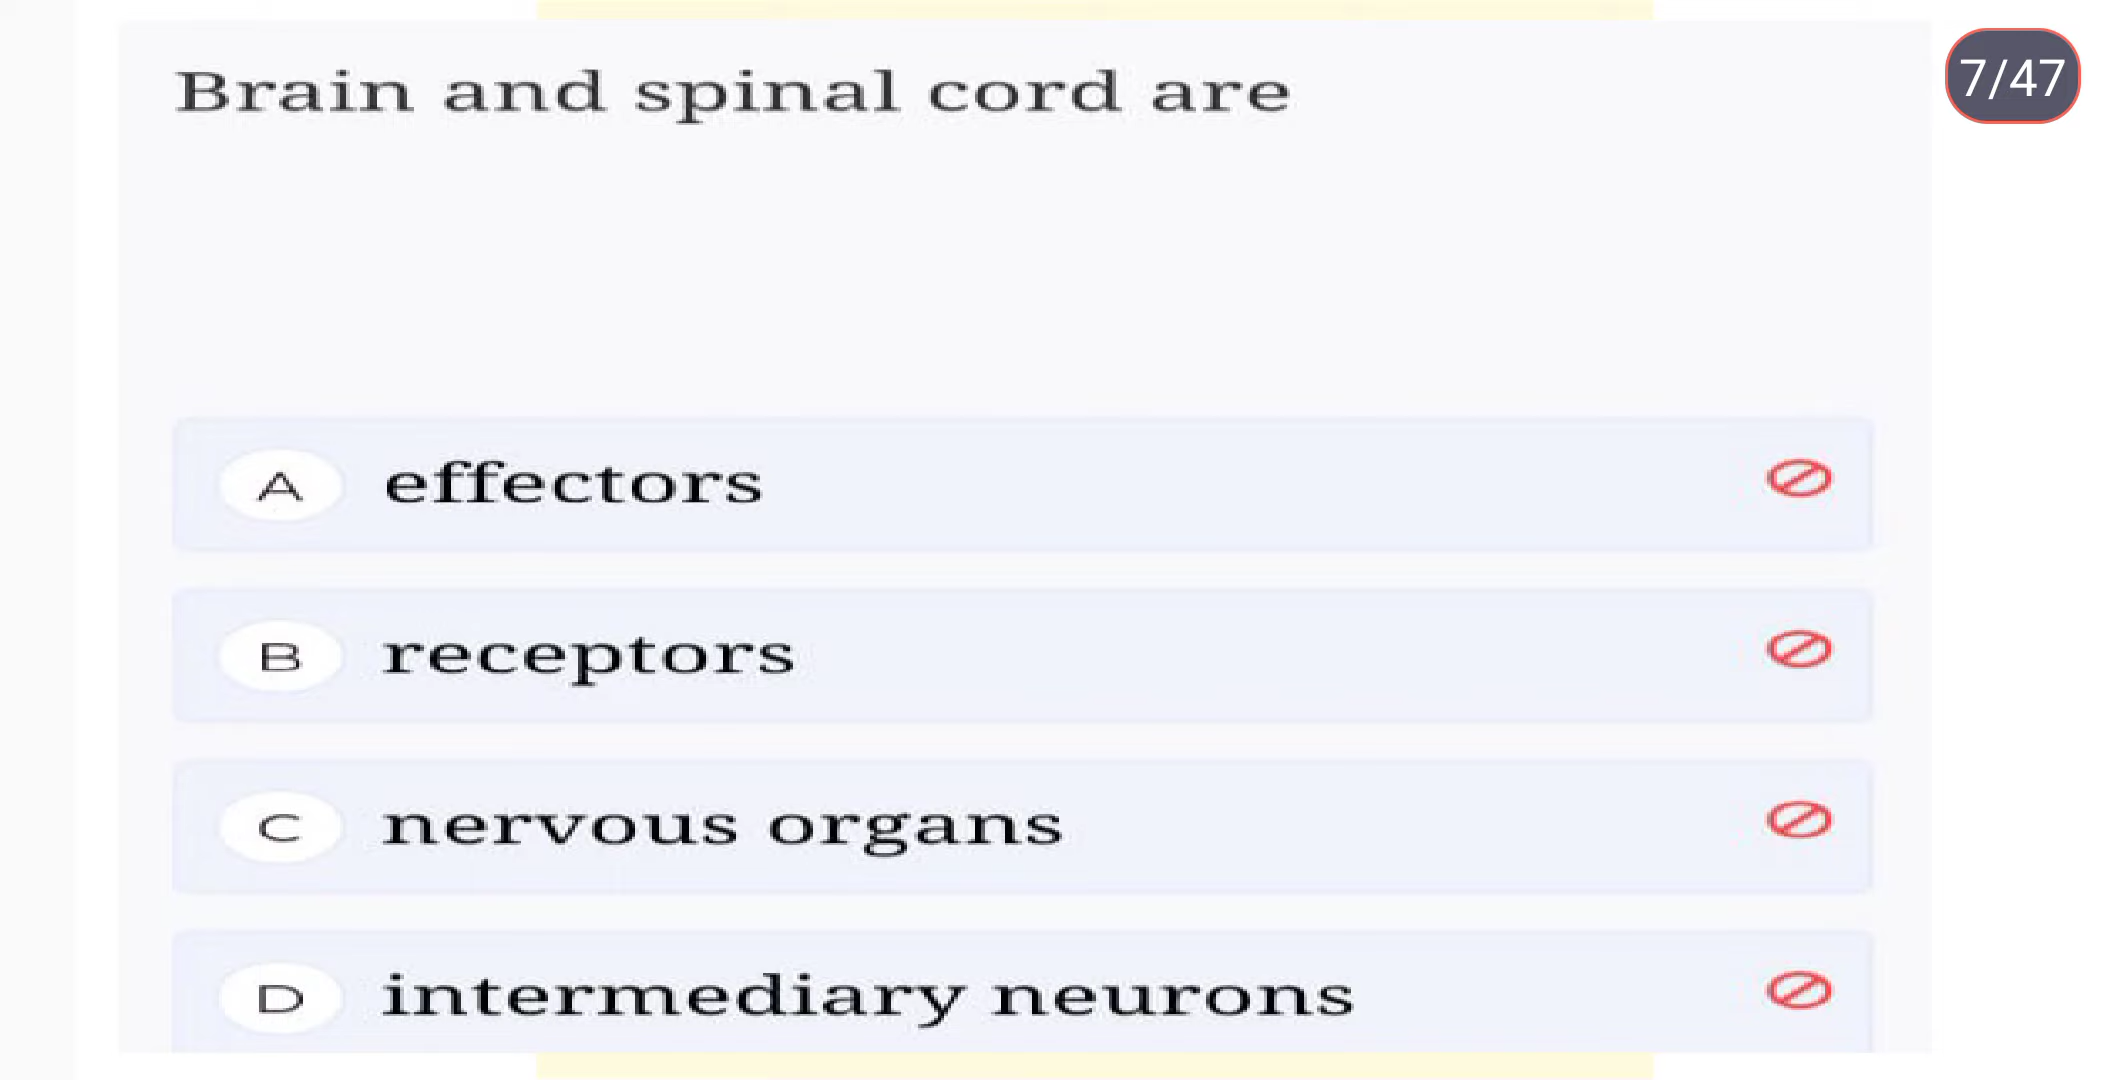 Brain and spinal cord are
7/47
A effectors
B receptors
C nervous organs
D intermediary neurons